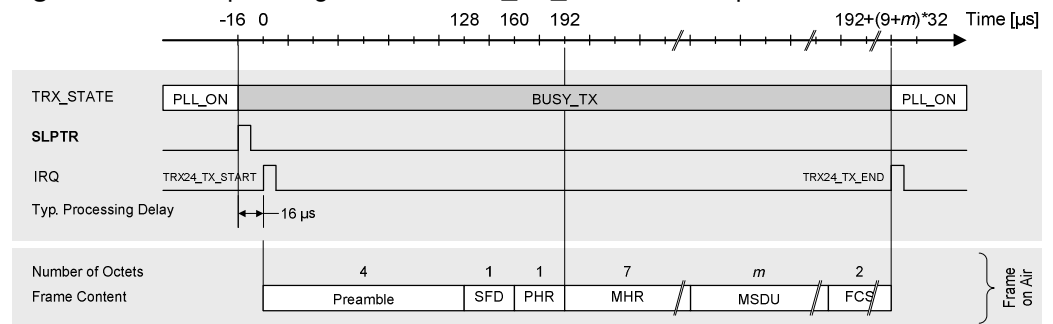 -16 0 128 160 192 192+(9+m)*32 Time [µs]
TRX_STATE PLL_ON BUSY_TX PLL_ON
SLPTR
IRQ TRX24_TX_START TRX24_TX_END
Typ. Processing Delay 16 µs
Number of Octets 4 1 1 7 m 2
Frame Content Preamble SFD PHR MHR MSDU FCS
Frame
on Air